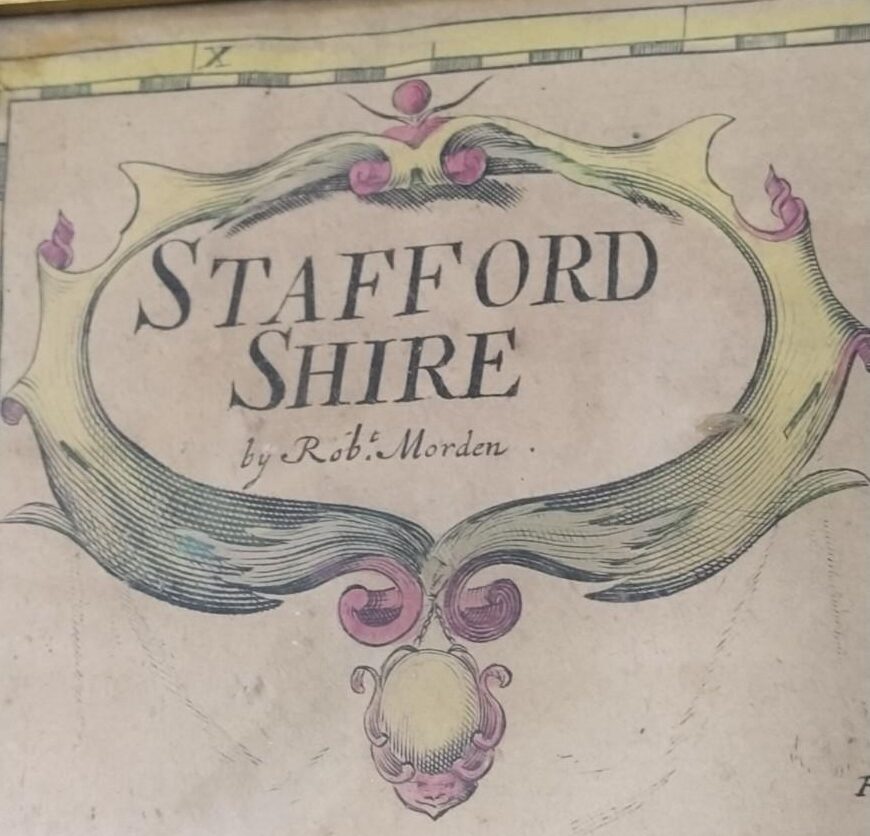 X
STAFFORD
SHIRE
by Robt. Morden .